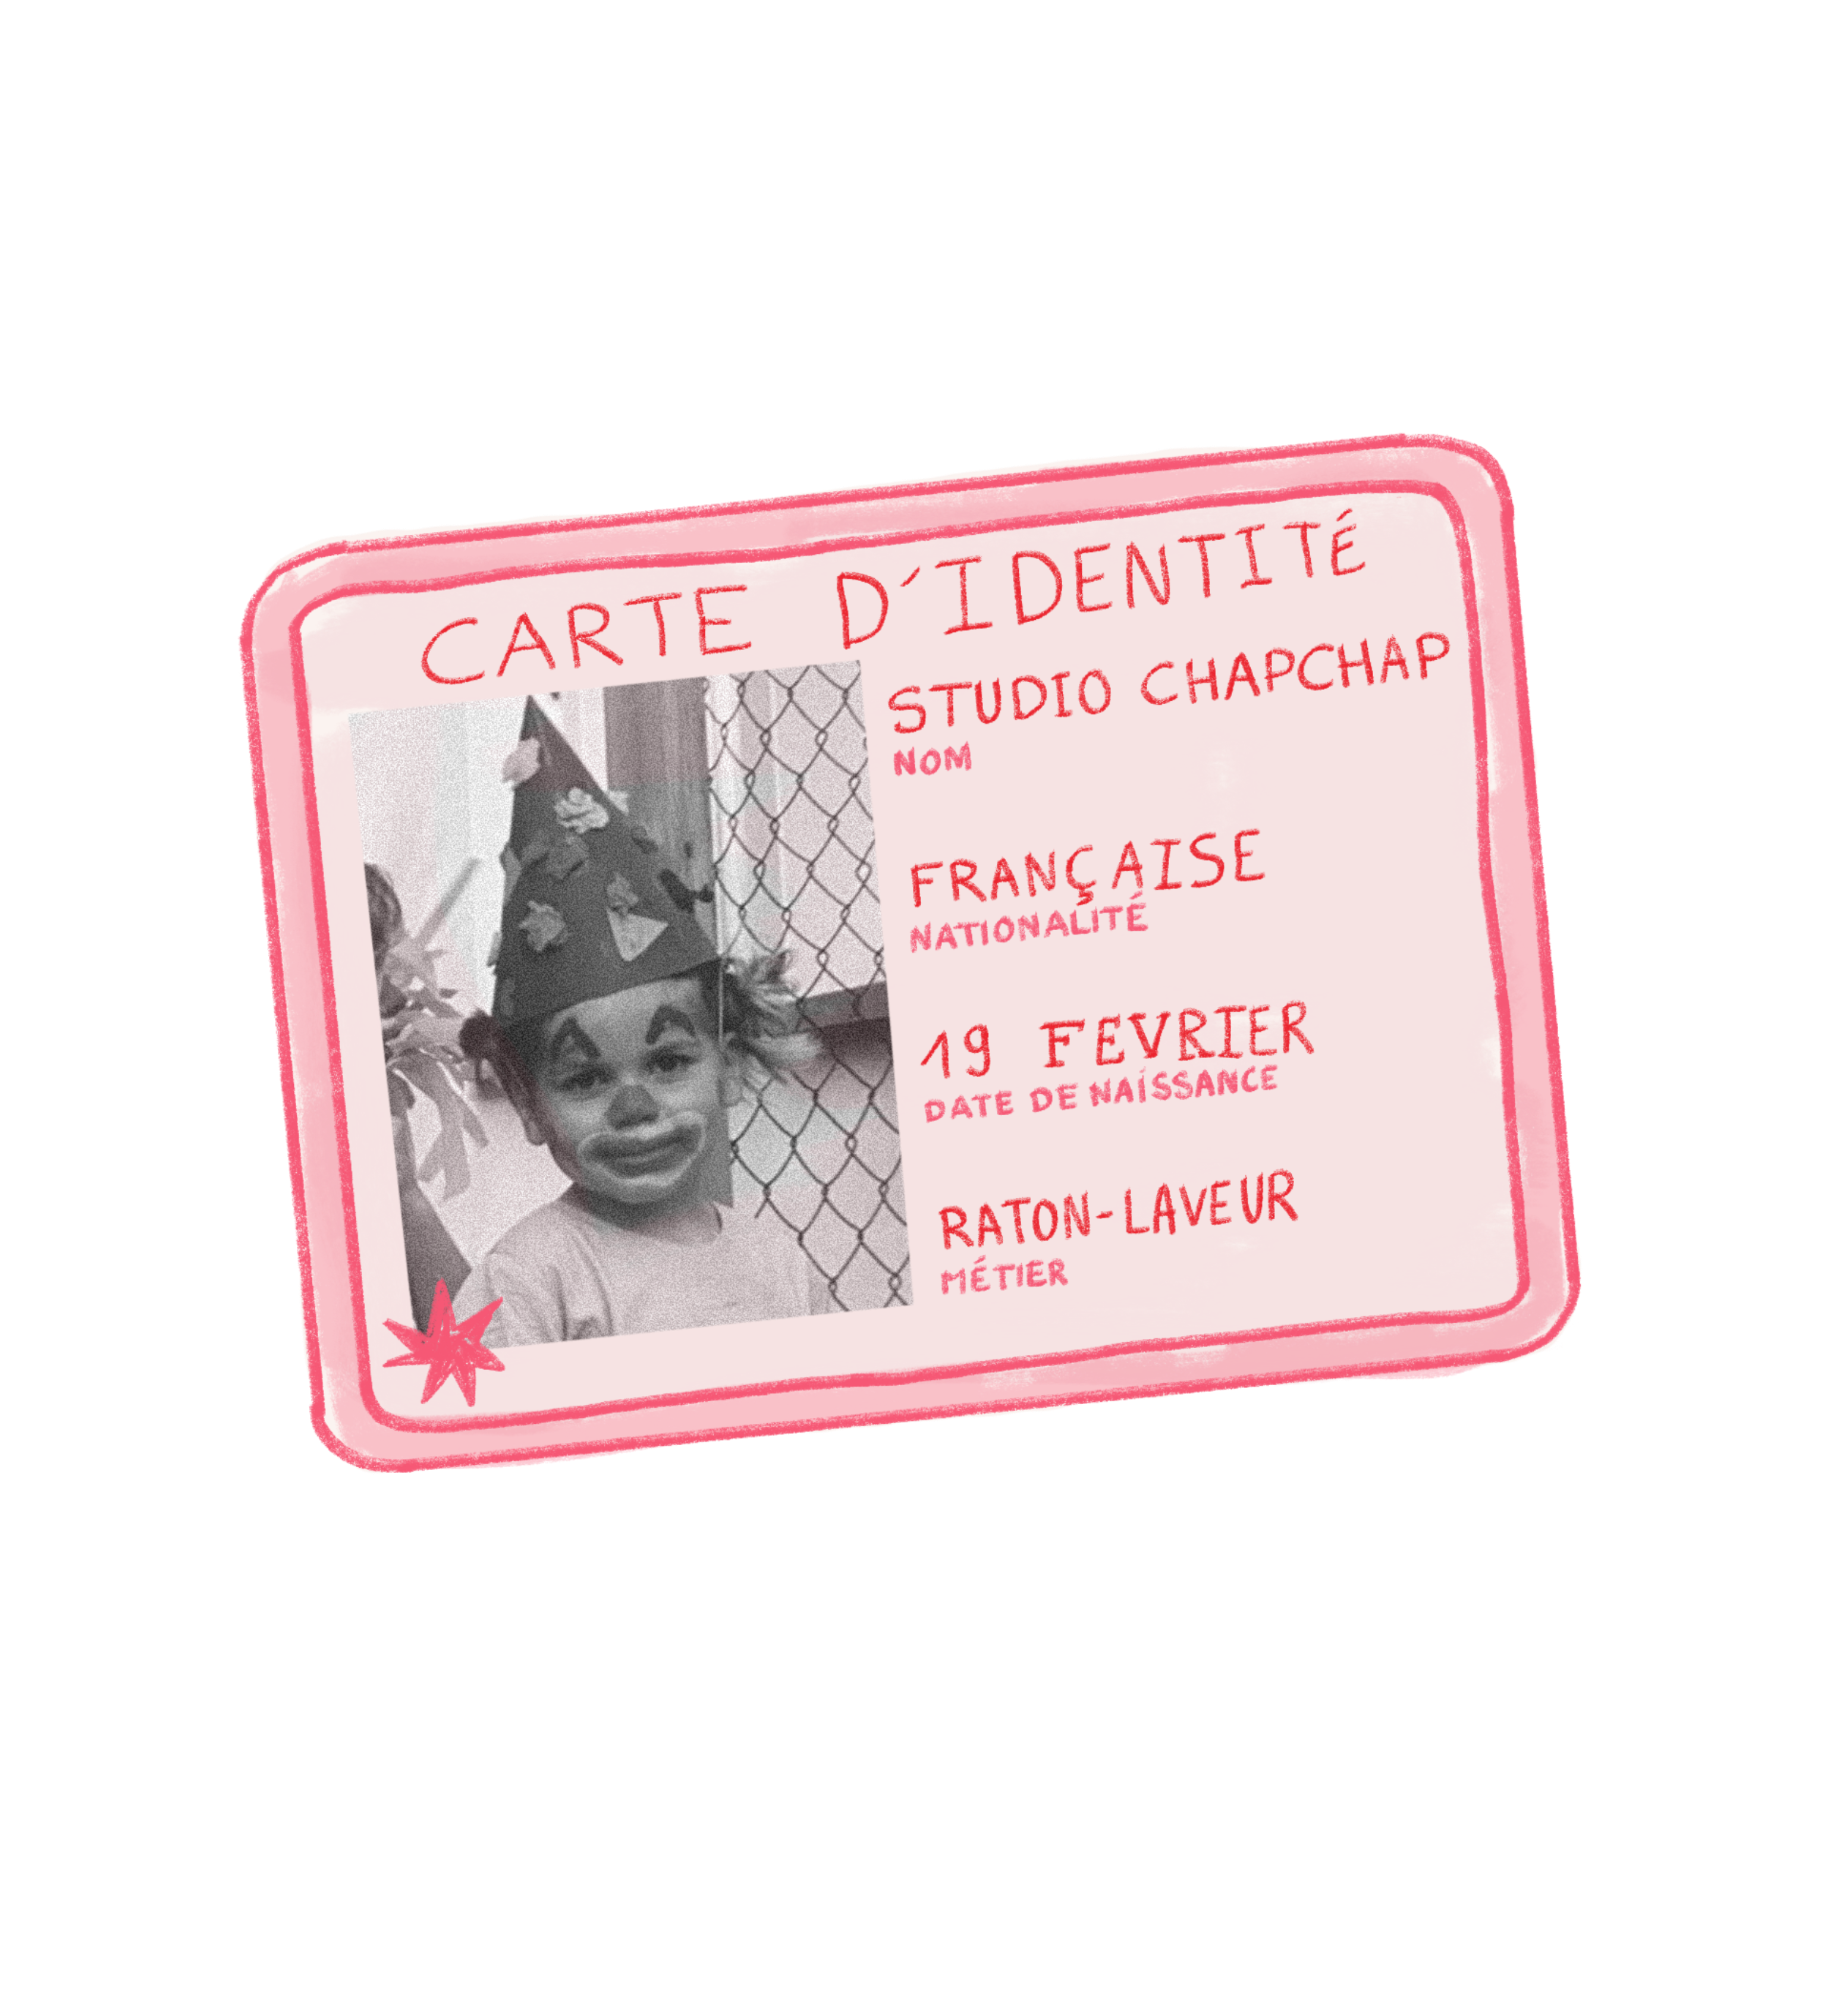 CARTE D'IDENTITÉ
STUDIO CHAPCHAP
NOM
FRANÇAISE
NATIONALITÉ
19 FEVRIER
DATE DE NAISSANCE
RATON-LAVEUR
MÉTIER